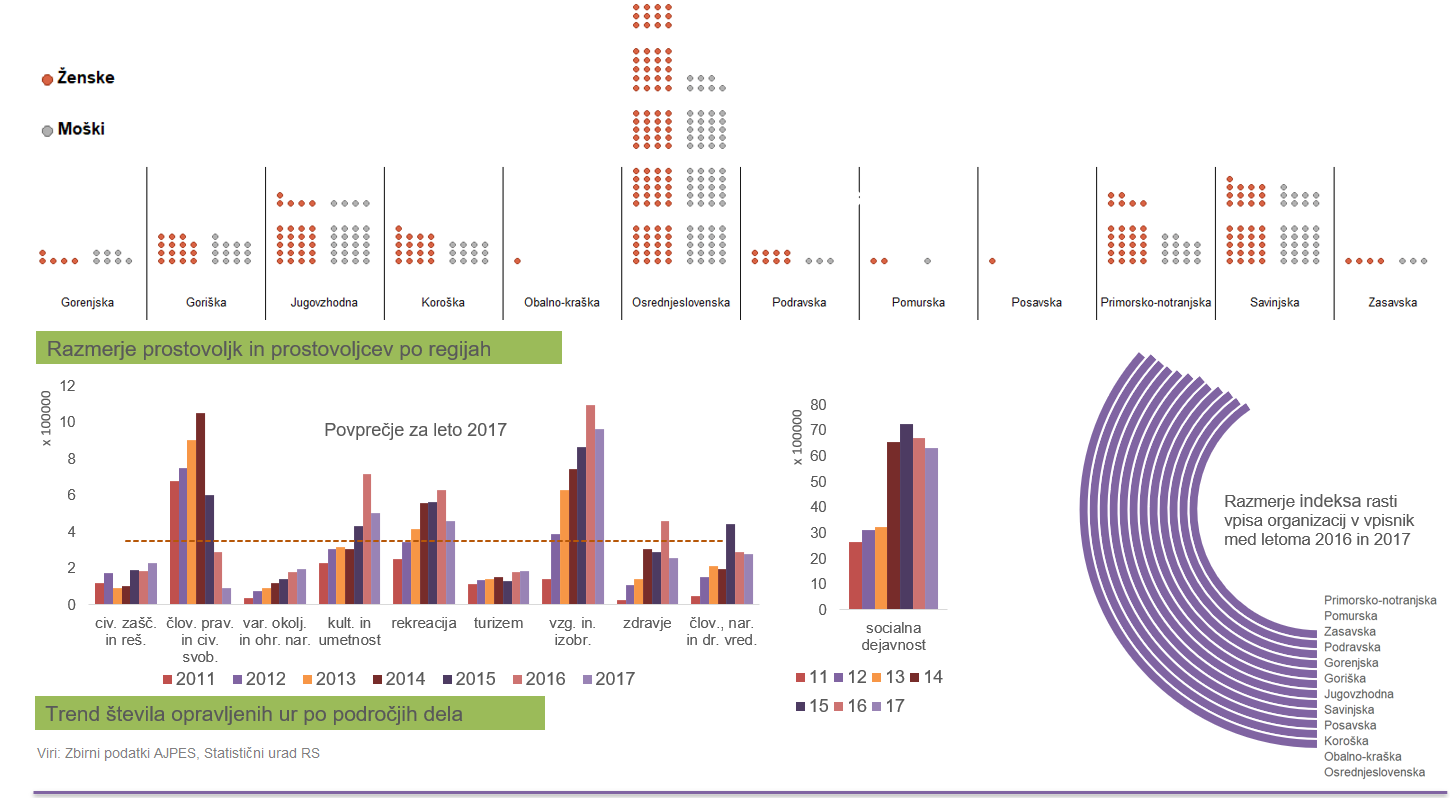 Ženske
Moški
Gorenjska
Goriška
Jugovzhodna
Koroška
Obalno-kraška
Osrednjeslovenska
Podravska
Pomurska
Posavska
Primorsko-notranjska
Savinjska
Zasavska
Razmerje prostovoljk in prostovoljcev po regijah
x 100000
12
10
8
6
4
2
0
Povprečje za leto 2017
civ. zašč.
in reš.
člov. prav.
in civ.
svob.
var. okolj.
in ohr. nar.
kult. in
umetnost
rekreacija
turizem
vzg. in.
izobr.
zdravje
člov., nar.
in dr. vred.
2011 2012 2013 2014 2015 2016 2017
x 100000
80
70
60
50
40
30
20
10
0
socialna
dejavnost
11 12 13 14
15 16 17
Razmerje indeksa rasti
vpisa organizacij v vpisnik
med letoma 2016 in 2017
Primorsko-notranjska
Pomurska
Zasavska
Podravska
Gorenjska
Goriška
Jugovzhodna
Savinjska
Posavska
Koroška
Obalno-kraška
Osrednjeslovenska
Trend števila opravljenih ur po področjih dela
Viri: Zbirni podatki AJPES, Statistični urad RS